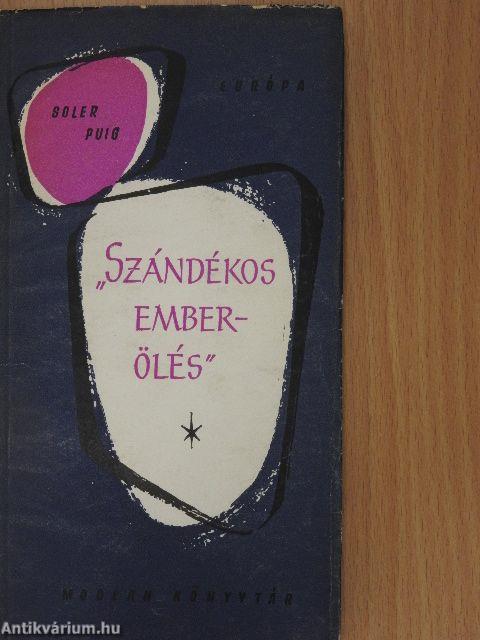 EURÓPA
SOLER
PUIG
„SZÁNDÉKOS
EMBER-
ÖLÉS”
MODERN KÖNYVTÁR
Antikvárium.hu